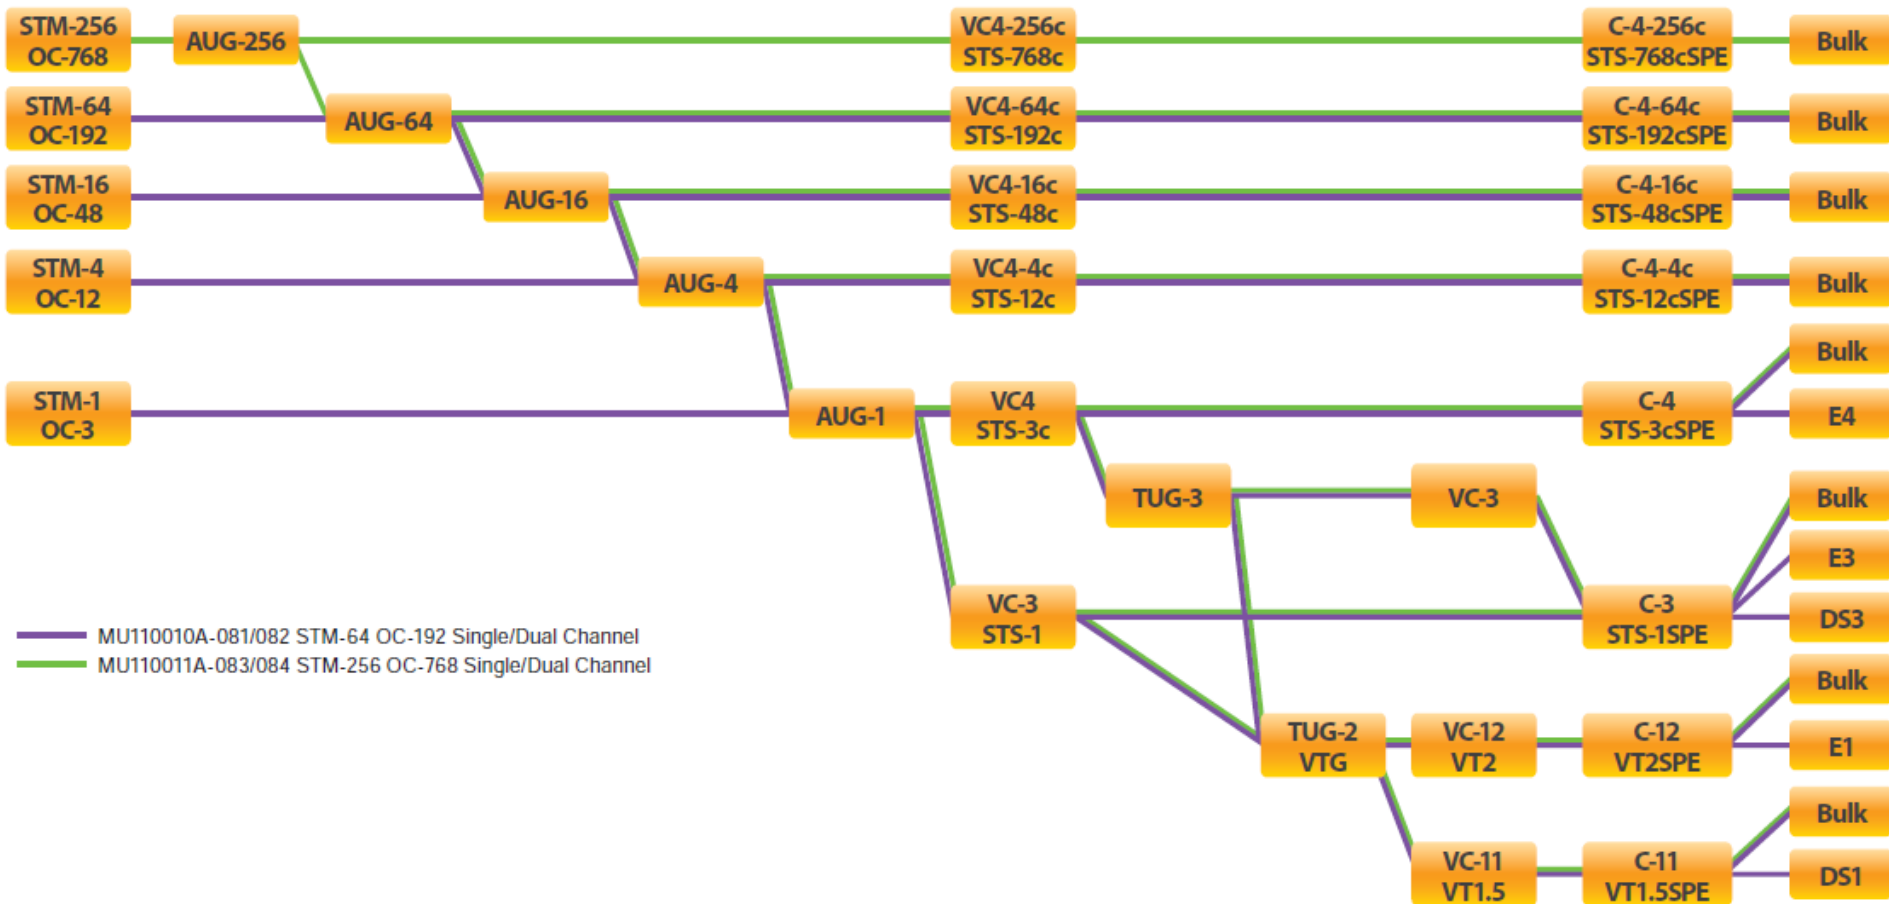 STM-256
OC-768
AUG-256
VC4-256c
STS-768c
C-4-256c
STS-768cSPE
Bulk
STM-64
OC-192
AUG-64
VC4-64c
STS-192c
C-4-64c
STS-192cSPE
Bulk
STM-16
OC-48
AUG-16
VC4-16c
STS-48c
C-4-16c
STS-48cSPE
Bulk
STM-4
OC-12
AUG-4
VC4-4c
STS-12c
C-4-4c
STS-12cSPE
Bulk
Bulk
STM-1
OC-3
AUG-1
VC4
STS-3c
C-4
STS-3cSPE
E4
TUG-3
VC-3
Bulk
E3
VC-3
STS-1
C-3
STS-1SPE
DS3
MU110010A-081/082 STM-64 OC-192 Single/Dual Channel
MU110011A-083/084 STM-256 OC-768 Single/Dual Channel
Bulk
TUG-2
VTG
VC-12
VT2
C-12
VT2SPE
E1
Bulk
VC-11
VT1.5
C-11
VT1.5SPE
DS1